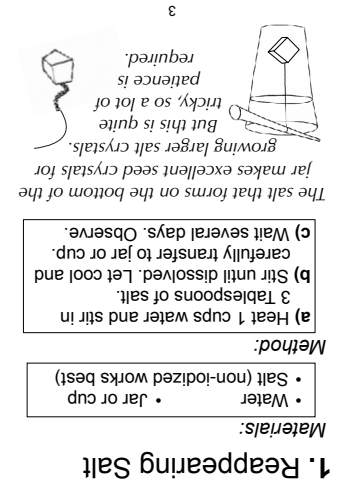 1. Reappearing Salt
Materials:
• Water • Jar or cup
• Salt (non-iodized works best)
Method:
a) Heat 1 cups water and stir in
3 Tablespoons of salt.
b) Stir until dissolved. Let cool and
carefully transfer to jar or cup.
c) Wait several days. Observe.
The salt that forms on the bottom of the
jar makes excellent seed crystals for
growing larger salt crystals.
But this is quite
tricky, so a lot of
patience is
required.
3